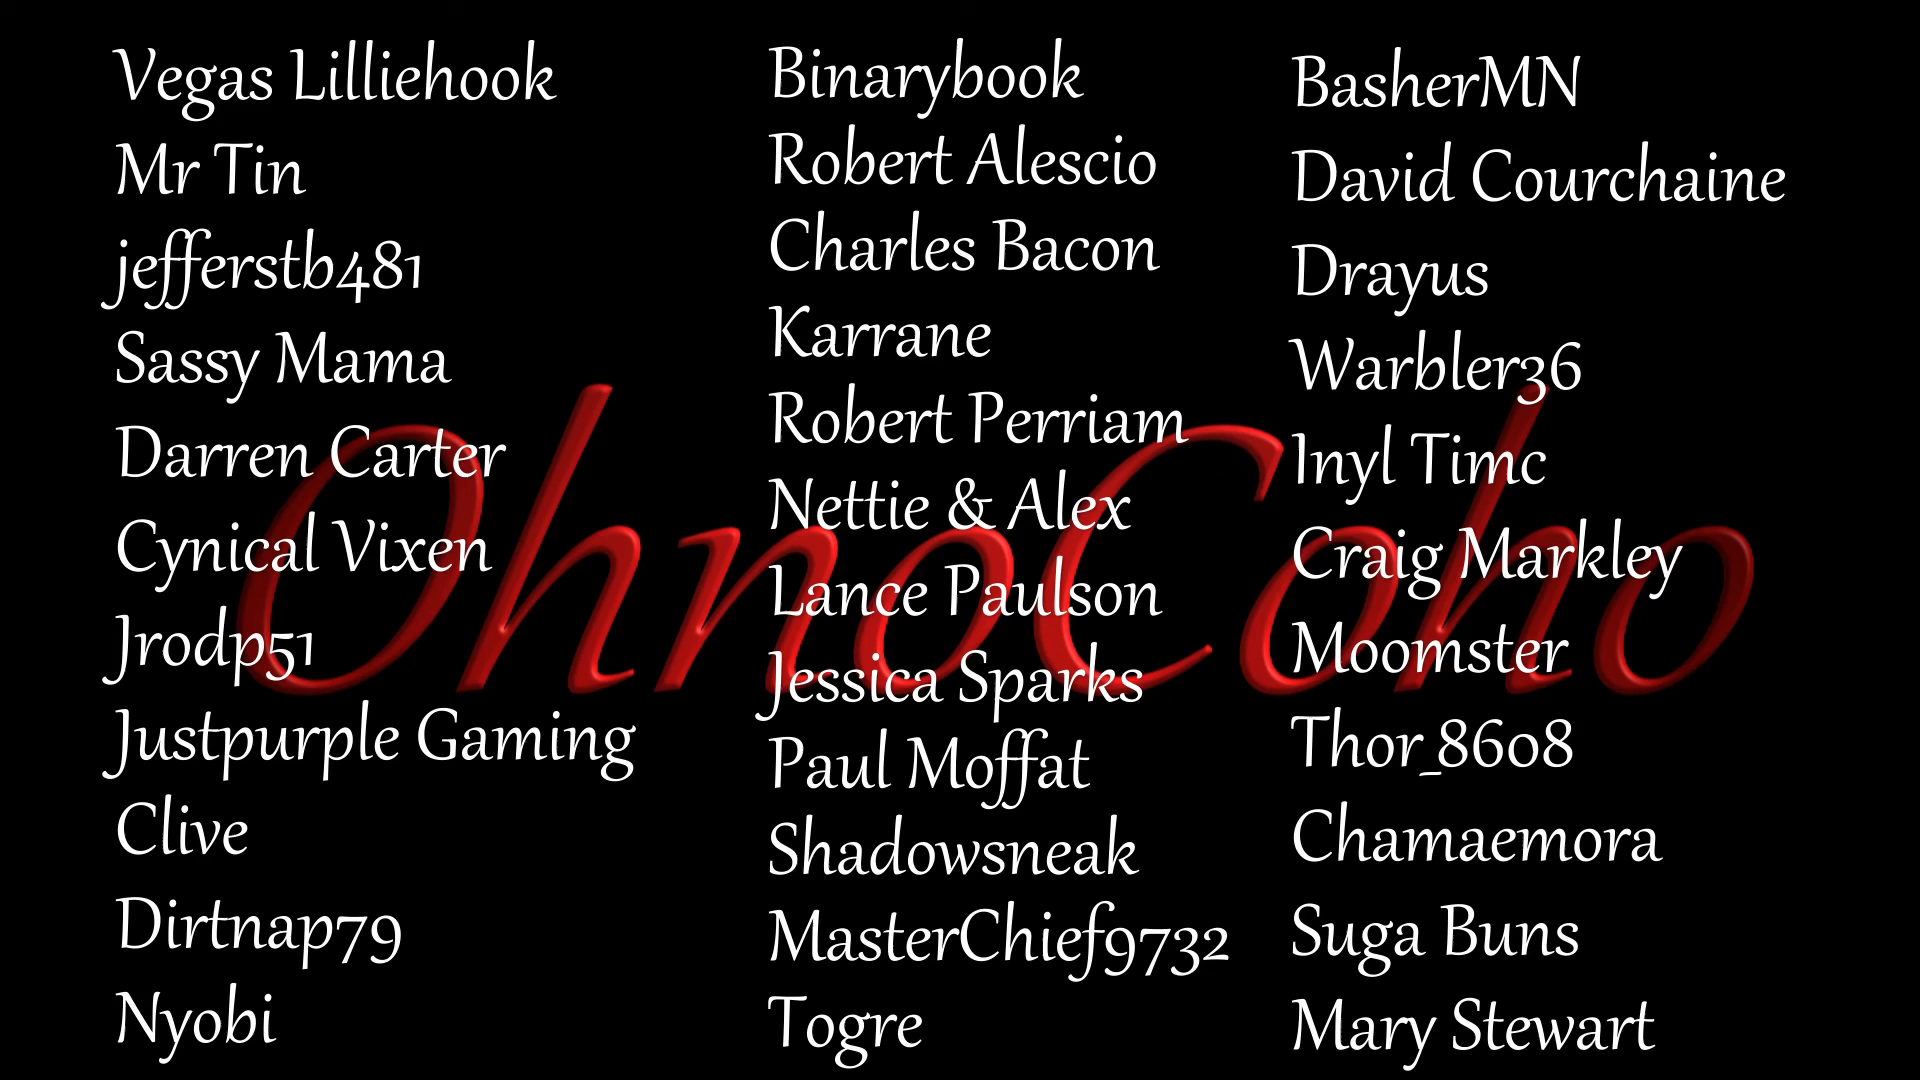 Vegas Lilliehook
Mr Tin
jefferstb481
Sassy Mama
Darren Carter
Cynical Vixen
Jrodp51
Justpurple Gaming
Clive
Dirtnap79
Nyobi
Binarybook
Robert Alescio
Charles Bacon
Karrane
Robert Perriam
Nettie & Alex
Lance Paulson
Jessica Sparks
Paul Moffat
Shadowsneak
MasterChief9732
Togre
BasherMN
David Courchaine
Drayus
Warbler36
Inyl Timc
Craig Markley
Moomster
Thor_8608
Chamaemora
Suga Buns
Mary Stewart
OhnoCoho